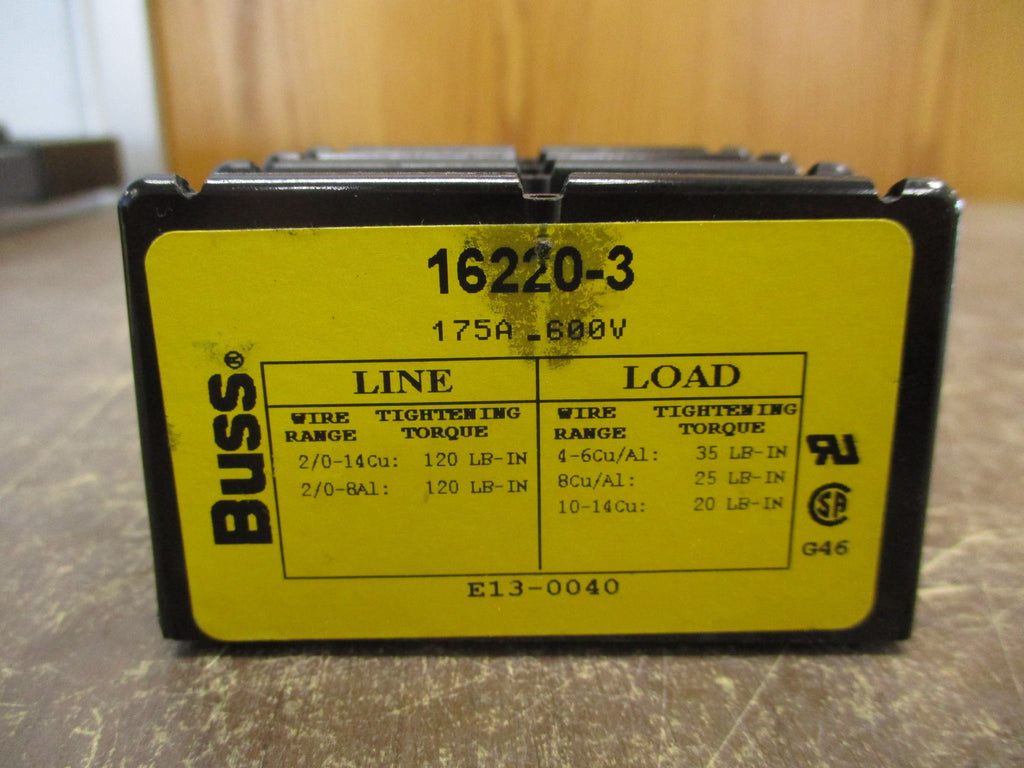 16220-3
175A 600V
BUSS®
LINE
WIRE RANGE TIGHTENING TORQUE
2/0-14Cu: 120 LB-IN
2/0-8Al: 120 LB-IN
LOAD
WIRE RANGE TIGHTENING TORQUE
4-6Cu/Al: 35 LB-IN
8Cu/Al: 25 LB-IN
10-14Cu: 20 LB-IN
RU
SA
G46
E13-0040